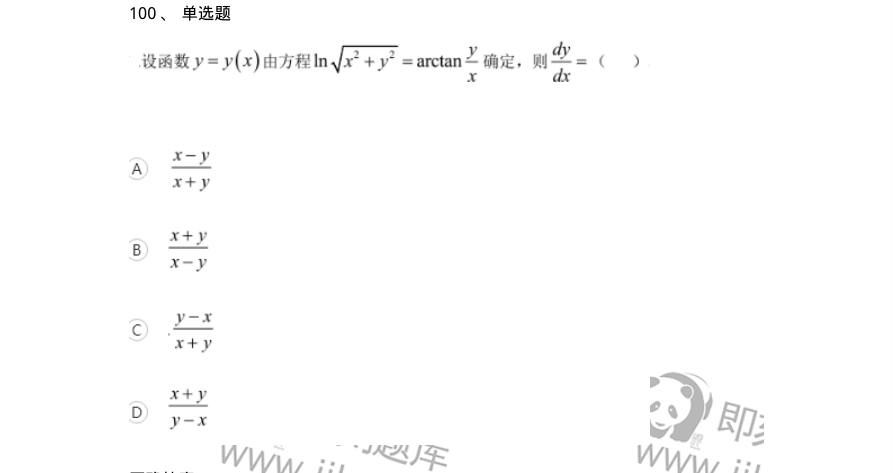 100、 单选题
设函数 y = y(x) 由方程 ln√(x² + y²) = arctan y/x 确定，则 dy/dx = （ ）
A (x − y)/(x + y)
B (x + y)/(x − y)
C (y − x)/(x + y)
D (x + y)/(y − x)
即
题库
www
www